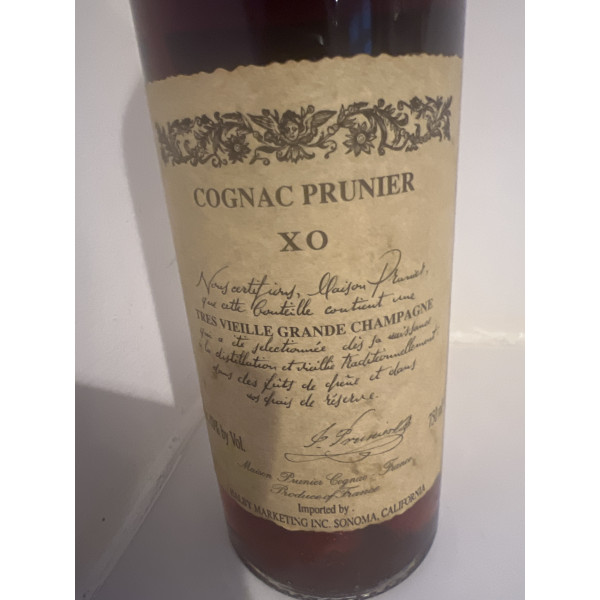 COGNAC PRUNIER
XO
Nous certifions, Maison Prunier,
que cette bouteille contient une
TRES VIEILLE GRANDE CHAMPAGNE
qui a été selectionnée dès sa naissance
à la distillation et vieillie traditionnellement
dans des fûts de chêne et dans
nos chais de réserve.
% by Vol.
750
Maison Prunier Cognac - France
Produce of France
Imported by
MARKETING INC. SONOMA, CALIFORNIA